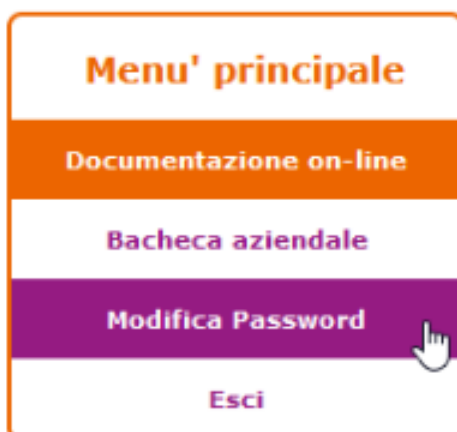 Menu' principale
Documentazione on-line
Bacheca aziendale
Modifica Password
Esci